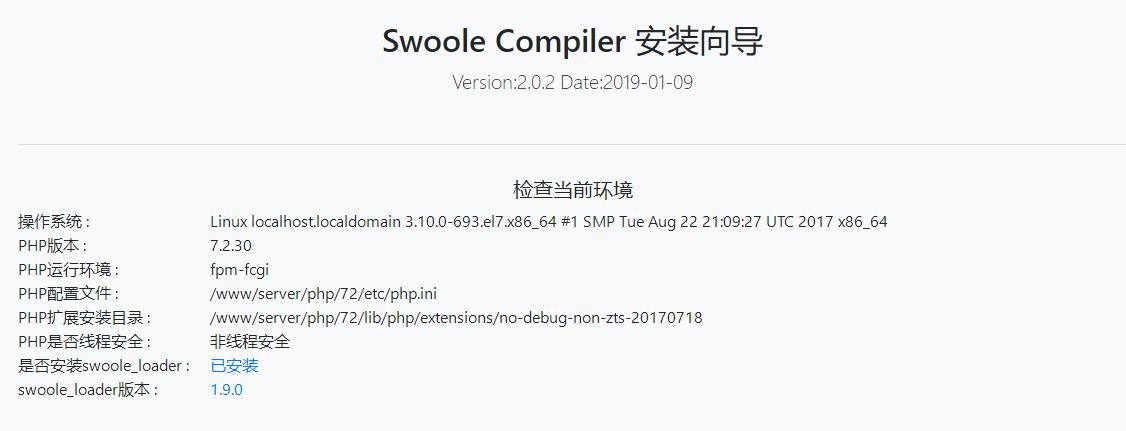 Swoole Compiler 安装向导
Version:2.0.2 Date:2019-01-09
检查当前环境
操作系统 : Linux localhost.localdomain 3.10.0-693.el7.x86_64 #1 SMP Tue Aug 22 21:09:27 UTC 2017 x86_64
PHP版本 : 7.2.30
PHP运行环境 : fpm-fcgi
PHP配置文件 : /www/server/php/72/etc/php.ini
PHP扩展安装目录 : /www/server/php/72/lib/php/extensions/no-debug-non-zts-20170718
PHP是否线程安全 : 非线程安全
是否安装swoole_loader : 已安装
swoole_loader版本 : 1.9.0